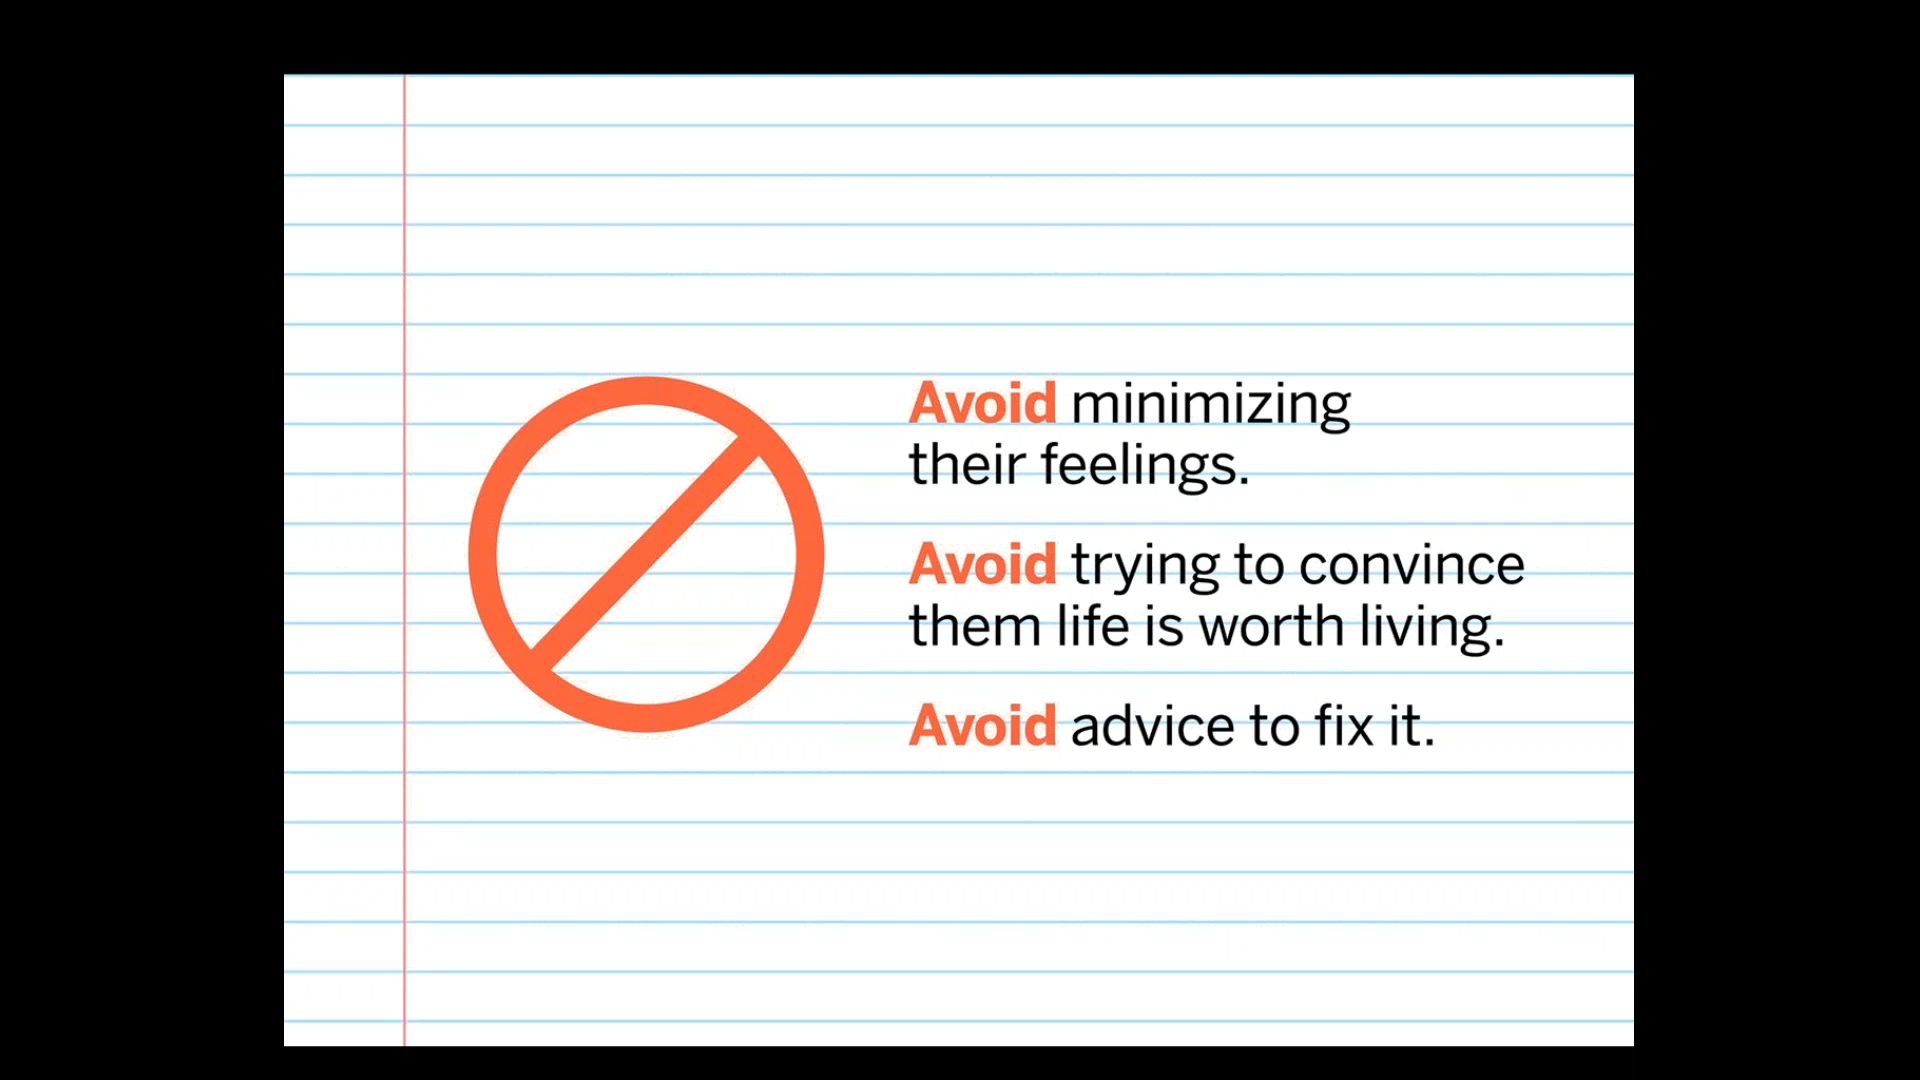 Avoid minimizing
their feelings.
Avoid trying to convince
them life is worth living.
Avoid advice to fix it.